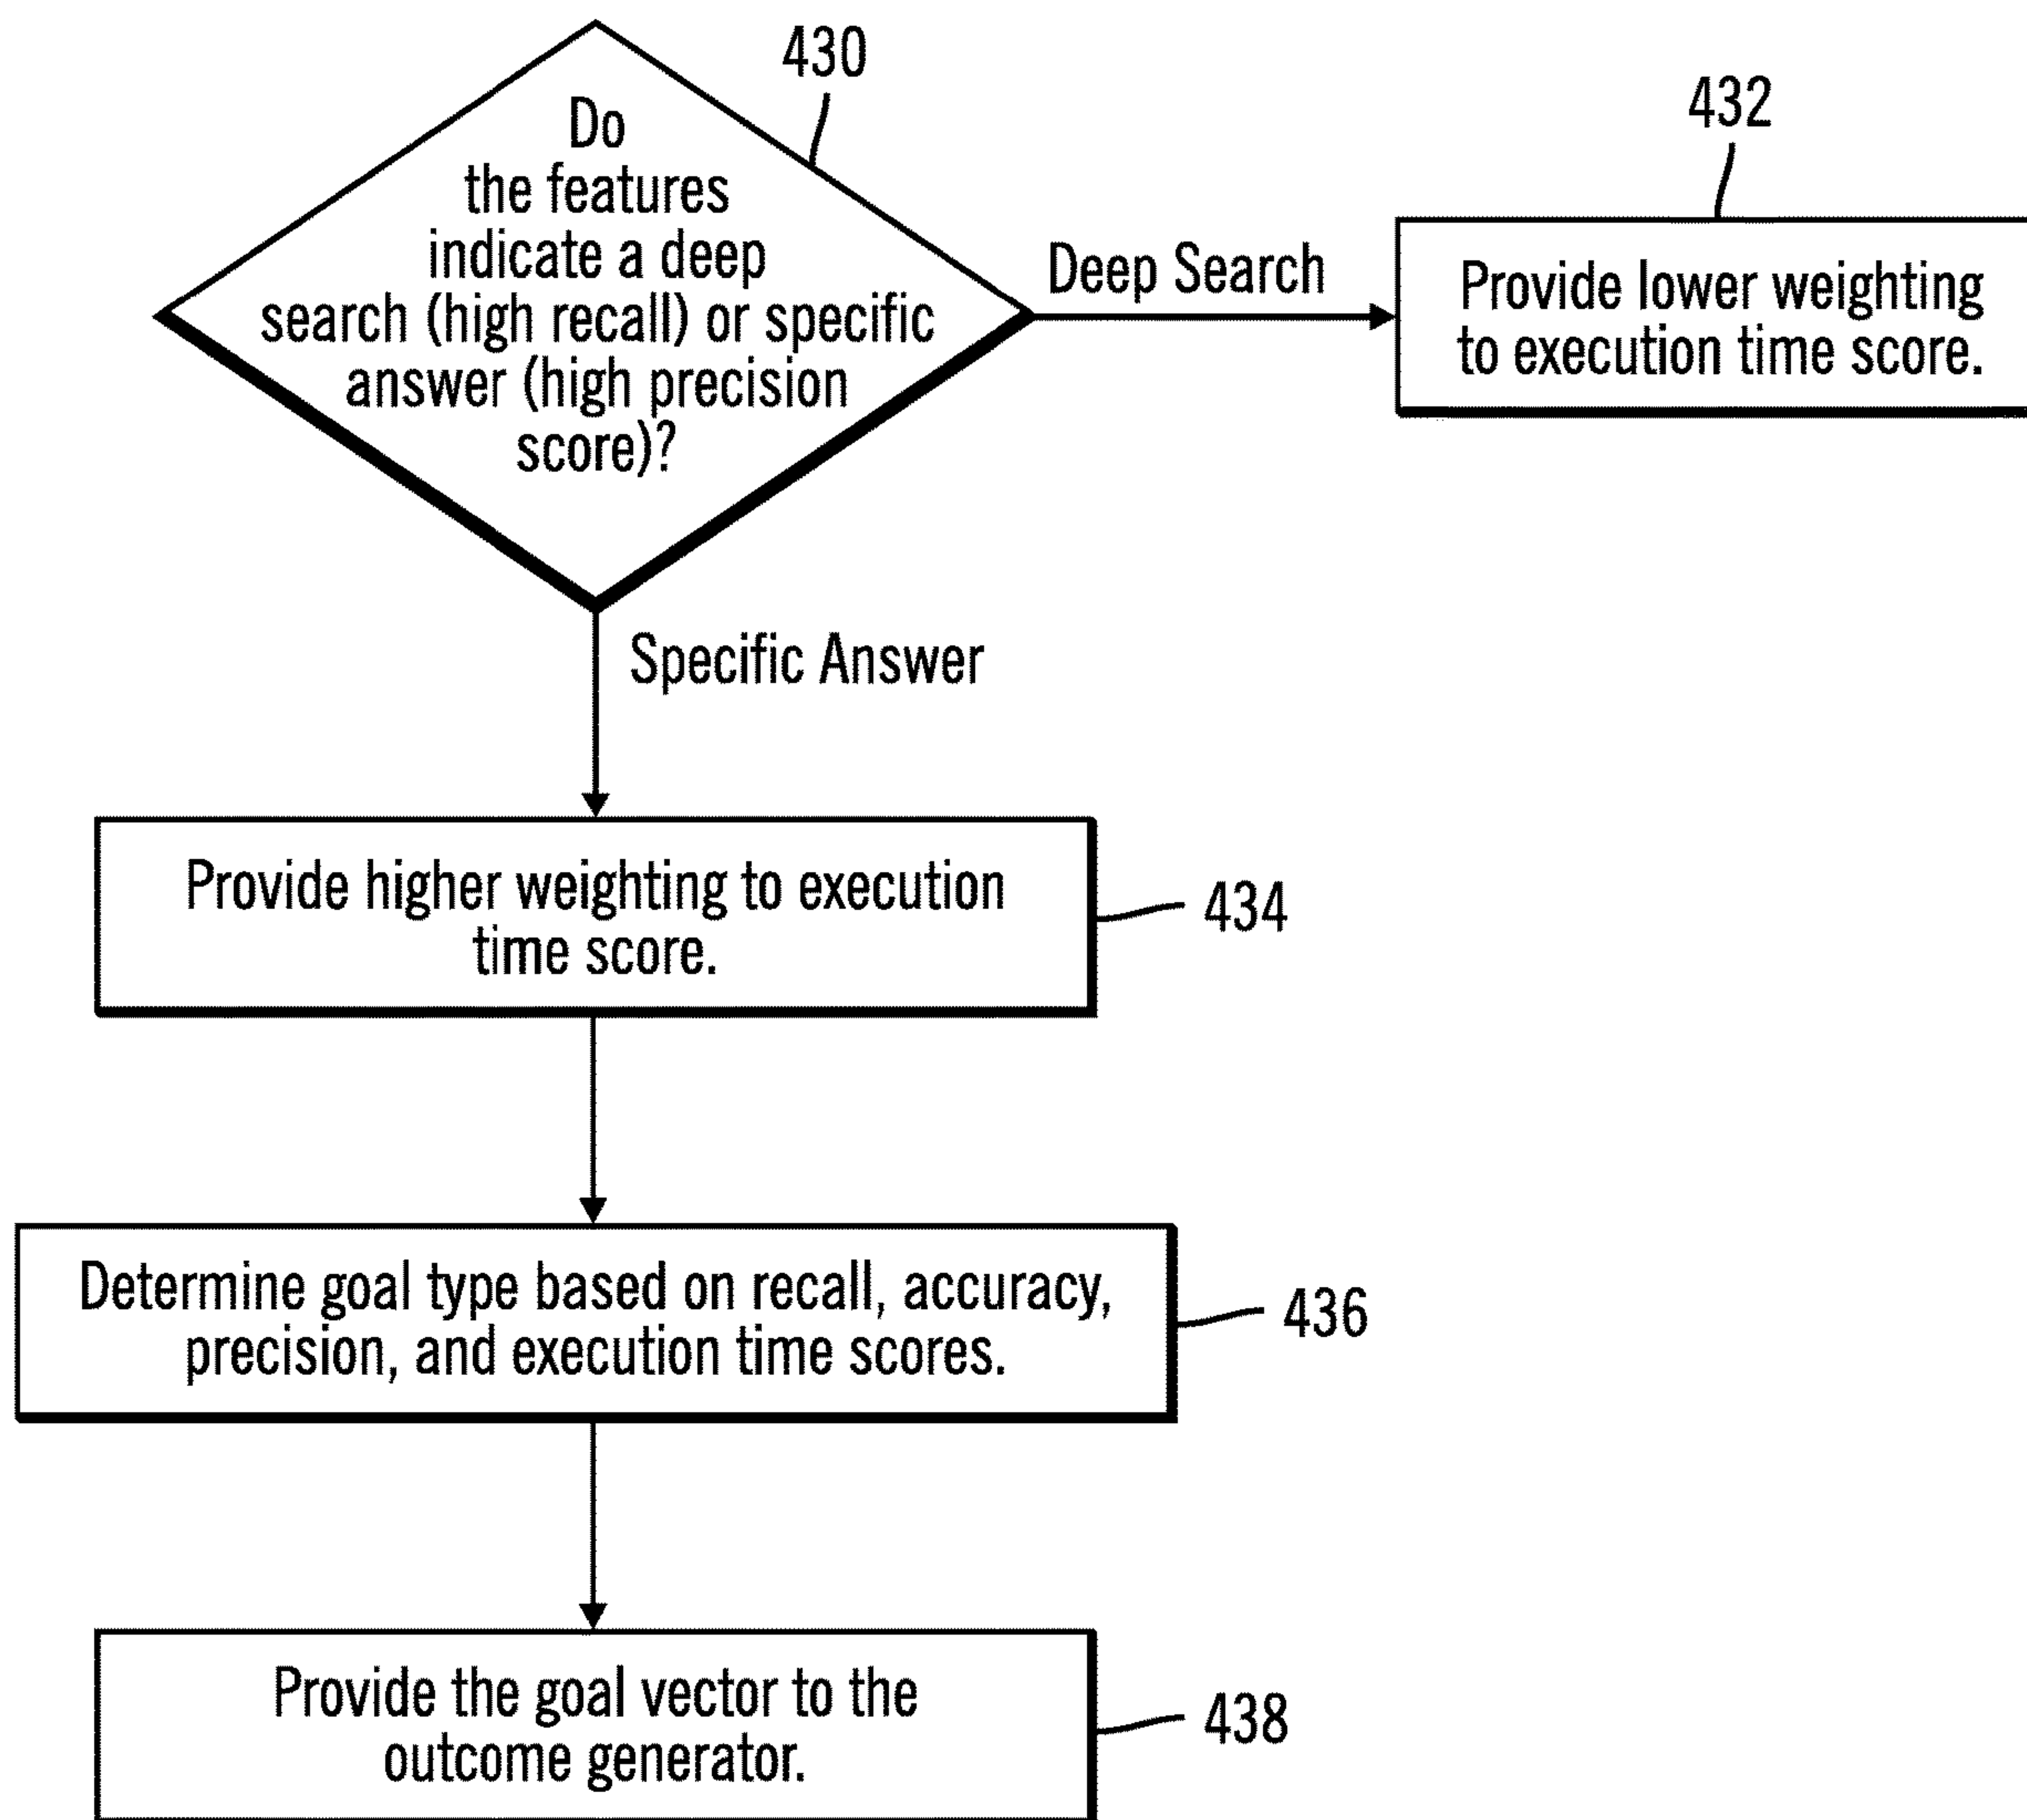 430
Do
the features
indicate a deep
search (high recall) or specific
answer (high precision
score)?
Deep Search
432
Provide lower weighting
to execution time score.
Specific Answer
Provide higher weighting to execution
time score.
434
Determine goal type based on recall, accuracy,
precision, and execution time scores.
436
Provide the goal vector to the
outcome generator.
438